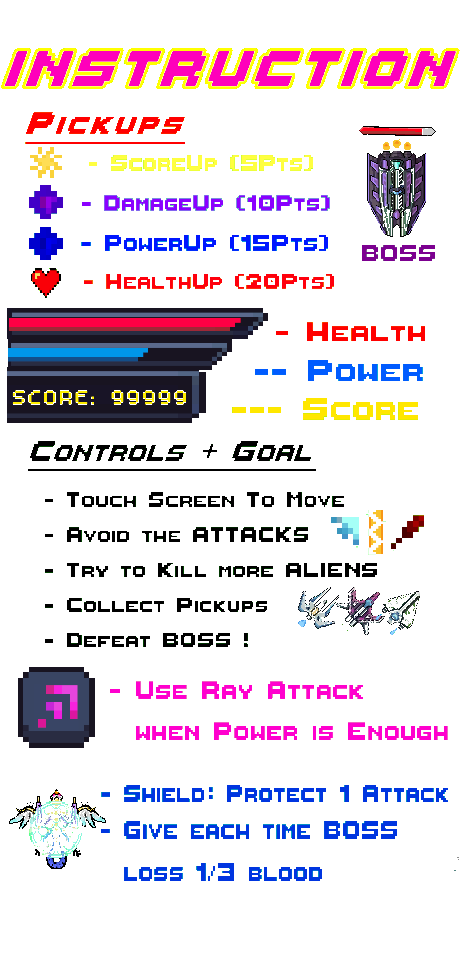 INSTRUCTION
PICKUPS
- SCOREUP (5PTS)
- DAMAGEUP (10PTS)
- POWERUP (15PTS)
- HEALTHUP (20PTS)
BOSS
- HEALTH
-- POWER
--- SCORE
SCORE: 99999
CONTROLS + GOAL
- TOUCH SCREEN TO MOVE
- AVOID THE ATTACKS
- TRY TO KILL MORE ALIENS
- COLLECT PICKUPS
- DEFEAT BOSS !
- USE RAY ATTACK
WHEN POWER IS ENOUGH
- SHIELD: PROTECT 1 ATTACK
- GIVE EACH TIME BOSS
LOSS 1/3 BLOOD